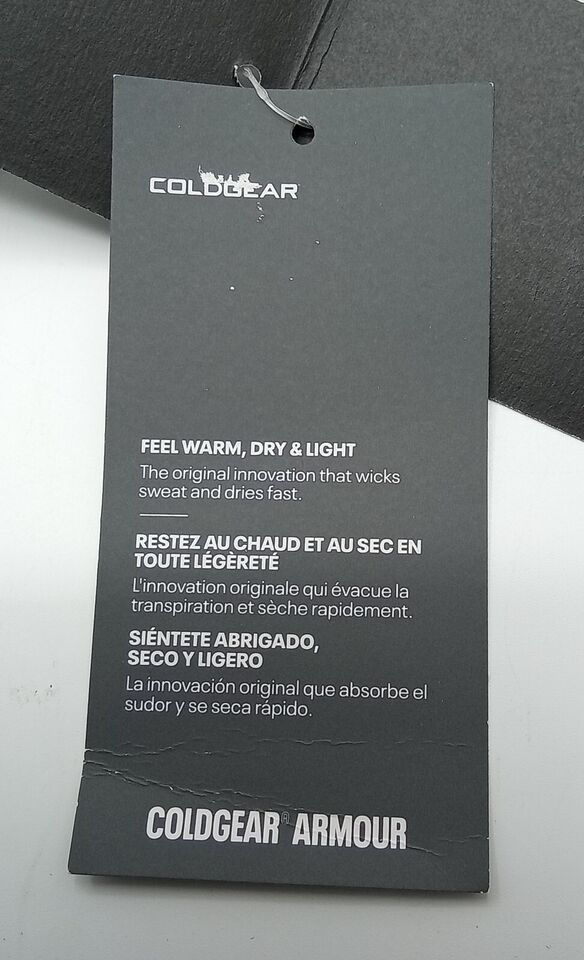 COLDGEAR
FEEL WARM, DRY & LIGHT
The original innovation that wicks
sweat and dries fast.
RESTEZ AU CHAUD ET AU SEC EN
TOUTE LÉGÈRETÉ
L'innovation originale qui évacue la
transpiration et sèche rapidement.
SIÉNTETE ABRIGADO,
SECO Y LIGERO
La innovación original que absorbe el
sudor y se seca rápido.
COLDGEAR® ARMOUR